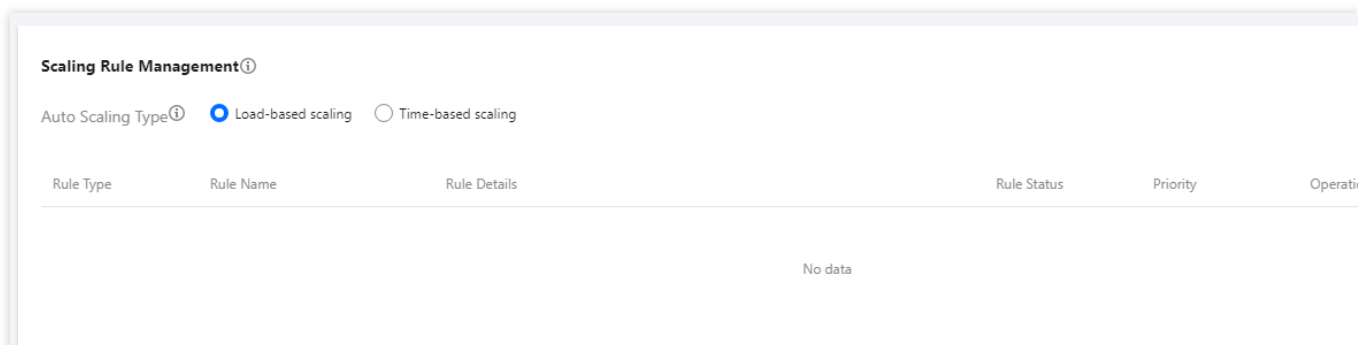 Scaling Rule Management
Auto Scaling Type Load-based scaling Time-based scaling
Rule Type Rule Name Rule Details Rule Status Priority Operati
No data